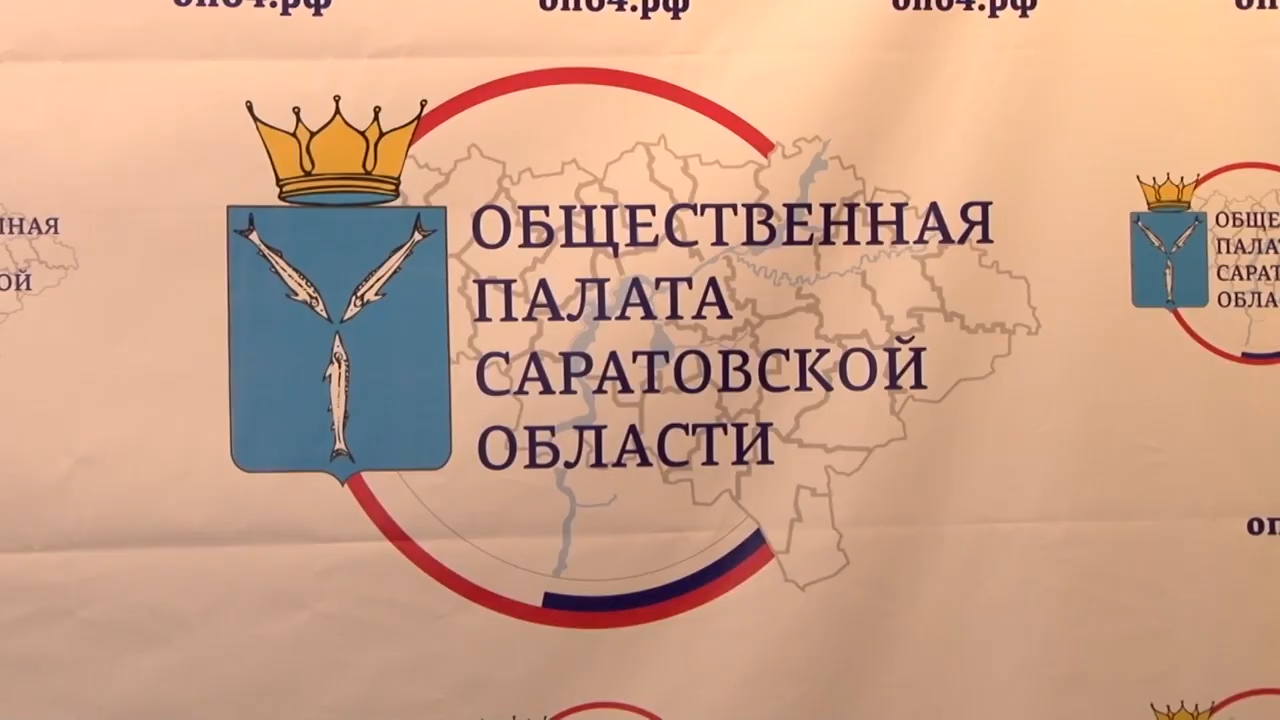 оп64.рф
оп64.рф
оп64.рф
ОБЩЕСТВЕННАЯ
ПАЛАТА
САРАТОВСКОЙ
ОБЛАСТИ